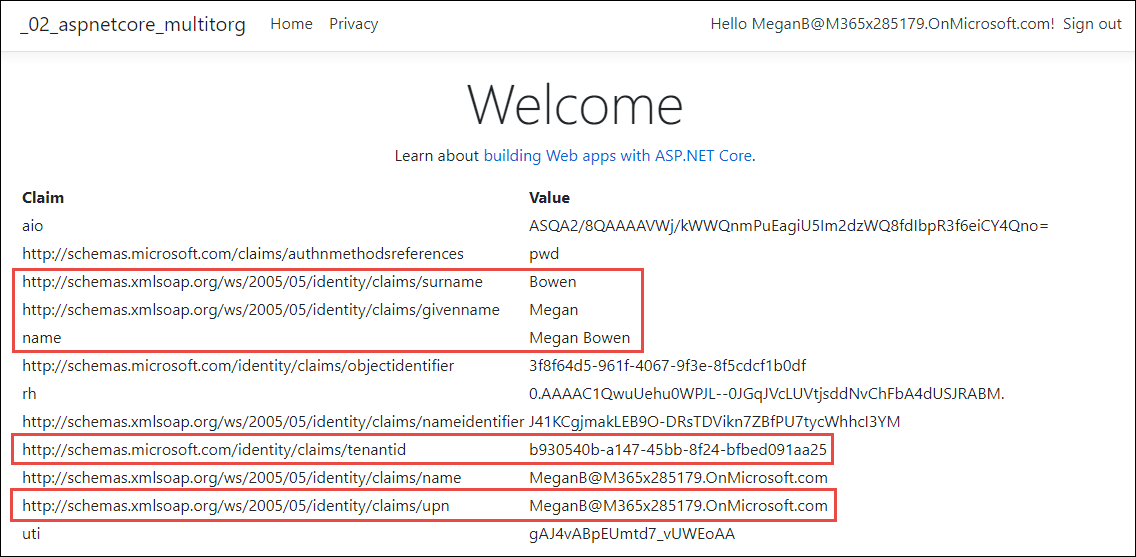 _02_aspnetcore_multitorg Home Privacy Hello MeganB@M365x285179.OnMicrosoft.com! Sign out
Welcome
Learn about building Web apps with ASP.NET Core.
Claim Value
aio ASQA2/8QAAAAVWj/kWWQnmPuEagiU5Im2dzWQ8fdIbpR3f6eiCY4Qno=
http://schemas.microsoft.com/claims/authnmethodsreferences pwd
http://schemas.xmlsoap.org/ws/2005/05/identity/claims/surname Bowen
http://schemas.xmlsoap.org/ws/2005/05/identity/claims/givenname Megan
name Megan Bowen
http://schemas.microsoft.com/identity/claims/objectidentifier 3f8f64d5-961f-4067-9f3e-8f5cdcf1b0df
rh 0.AAAAC1QwuUehu0WPJL--0JGqJVcLUVtjsddNvChFbA4dUSJRABM.
http://schemas.xmlsoap.org/ws/2005/05/identity/claims/nameidentifier J41KCgjmakLEB9O-DRsTDVikn7ZBfPU7tycWhhcI3YM
http://schemas.microsoft.com/identity/claims/tenantid b930540b-a147-45bb-8f24-bfbed091aa25
http://schemas.xmlsoap.org/ws/2005/05/identity/claims/name MeganB@M365x285179.OnMicrosoft.com
http://schemas.xmlsoap.org/ws/2005/05/identity/claims/upn MeganB@M365x285179.OnMicrosoft.com
uti gAJ4vABpEUmtd7_vUWEoAA